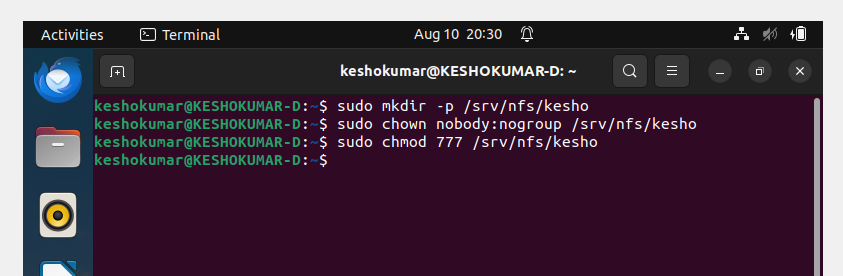 Activities Terminal Aug 10 20:30
keshokumar@KESHOKUMAR-D: ~
keshokumar@KESHOKUMAR-D:~$ sudo mkdir -p /srv/nfs/kesho
keshokumar@KESHOKUMAR-D:~$ sudo chown nobody:nogroup /srv/nfs/kesho
keshokumar@KESHOKUMAR-D:~$ sudo chmod 777 /srv/nfs/kesho
keshokumar@KESHOKUMAR-D:~$